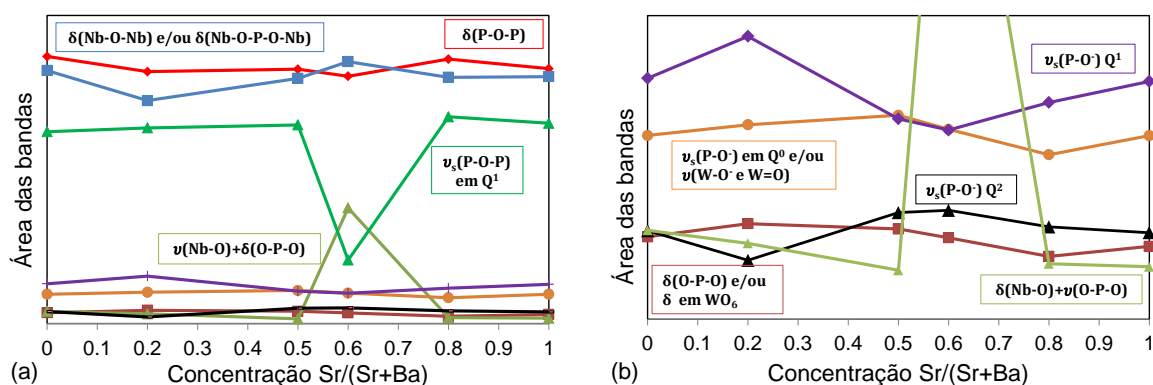 δ(Nb-O-Nb) e/ou δ(Nb-O-P-O-Nb)
δ(P-O-P)
υs(P-O-P)
em Q¹
υ(Nb-O)+δ(O-P-O)
Área das bandas
0 0.1 0.2 0.3 0.4 0.5 0.6 0.7 0.8 0.9 1
(a)
Concentração Sr/(Sr+Ba)
υs(P-O⁻) Q¹
υs(P-O⁻) em Q⁰ e/ou
υ(W-O⁻ e W=O)
υs(P-O⁻) Q²
δ(O-P-O) e/ou
δ em WO₆
δ(Nb-O)+υ(O-P-O)
Área das bandas
0 0.1 0.2 0.3 0.4 0.5 0.6 0.7 0.8 0.9 1
(b)
Concentração Sr/(Sr+Ba)